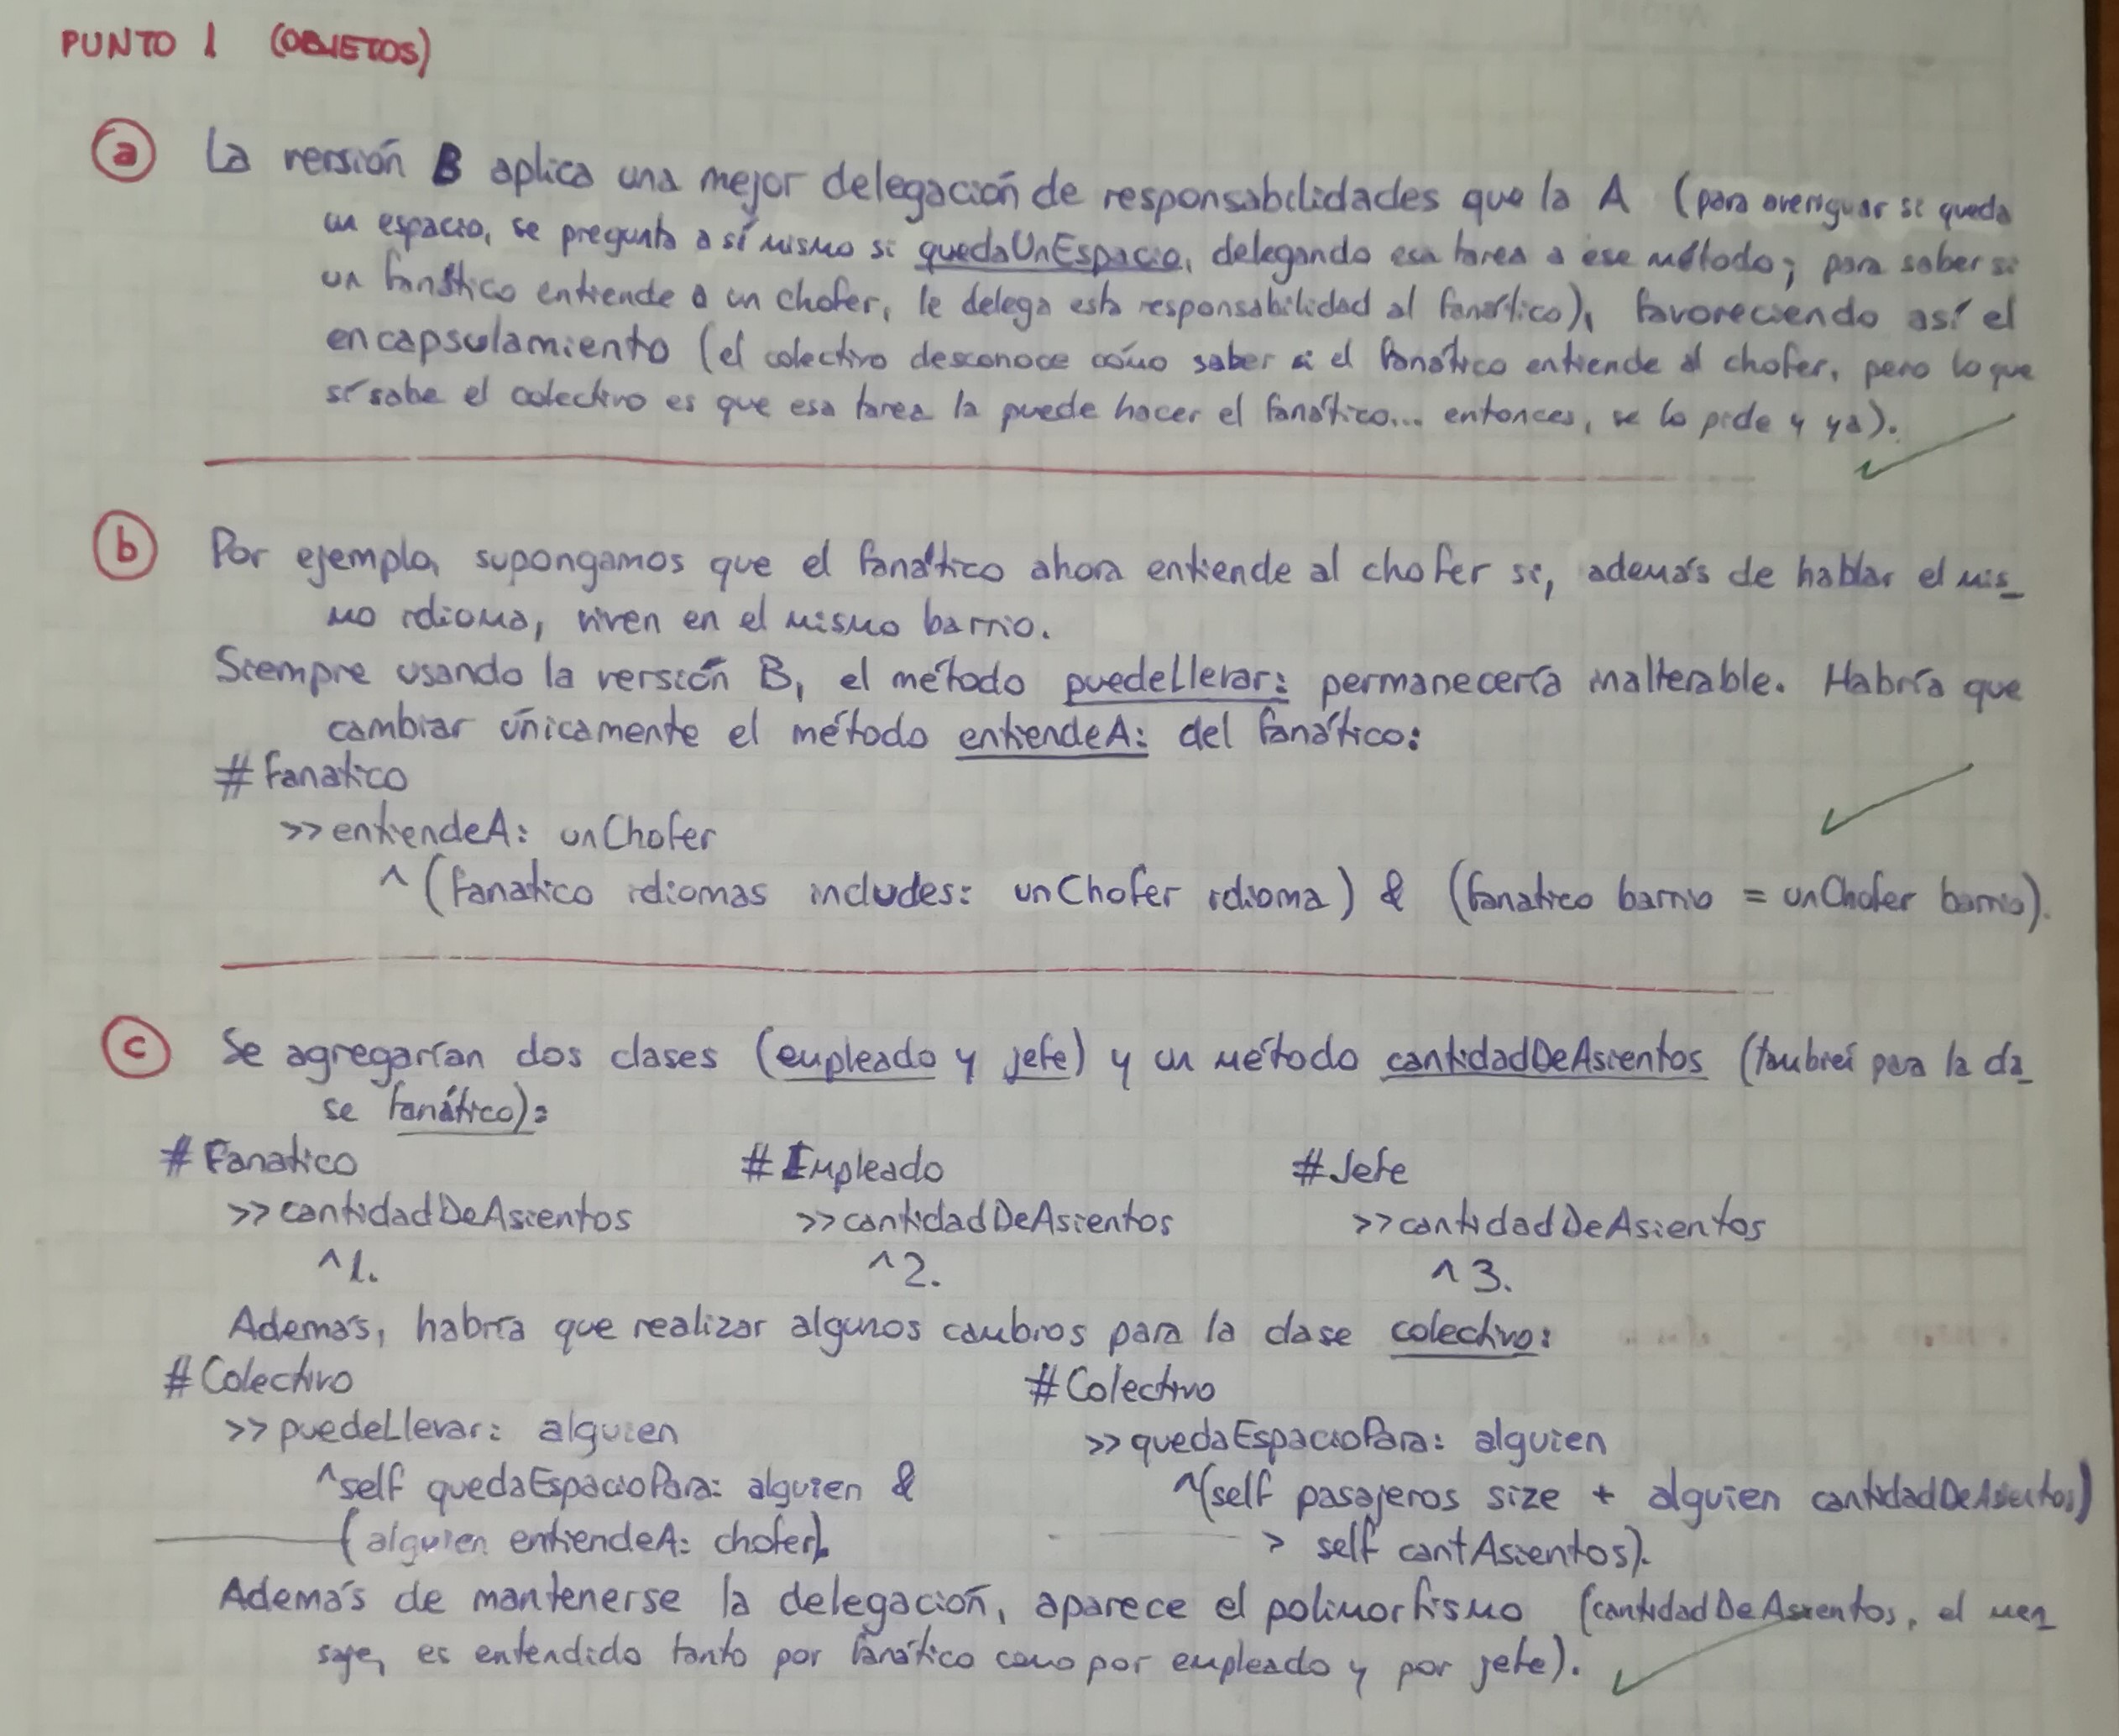 PUNTO 1 (OBJETOS)
a La versión B aplica una mejor delegación de responsabilidades que la A (para averiguar si queda
un espacio, se pregunta a sí mismo si quedaUnEspacio, delegando esa tarea a ese método; para saber si
un fanático entiende a un chofer, le delega esta responsabilidad al fanático), favoreciendo así el
encapsulamiento (el colectivo desconoce cómo saber si el fanático entiende al chofer, pero lo que
sí sabe el colectivo es que esa tarea la puede hacer el fanático... entonces, se lo pide y ya).
b Por ejemplo, supongamos que el fanático ahora entiende al chofer si, además de hablar el mis_
mo idioma, viven en el mismo barrio.
Siempre usando la versión B, el método puedeLlevar: permanecería inalterable. Habría que
cambiar únicamente el método entiendeA: del fanático:
# Fanatico
>> entiendeA: unChofer
^ (fanatico idiomas includes: unChofer idioma) & (fanatico barrio = unChofer barrio).
c Se agregarían dos clases (empleado y jefe) y un método cantidadDeAsientos (también para la cla_
se fanático):
# Fanatico # Empleado # Jefe
>> cantidadDeAsientos >> cantidadDeAsientos >> cantidadDeAsientos
^1. ^2. ^3.
Además, habría que realizar algunos cambios para la clase colectivo:
# Colectivo # Colectivo
>> puedeLlevar: alguien >> quedaEspacioPara: alguien
^self quedaEspacioPara: alguien & ^(self pasajeros size + alguien cantidadDeAsientos)
(alguien entiendeA: chofer). > self cantAsientos).
Además de mantenerse la delegación, aparece el polimorfismo (cantidadDeAsientos, el men_
saje, es entendido tanto por fanático como por empleado y por jefe).